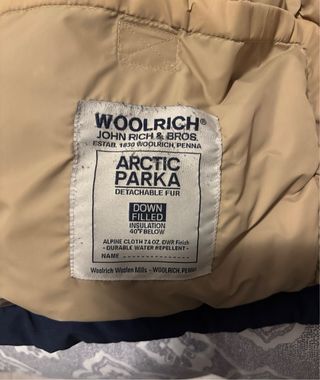 WOOLRICH®
JOHN RICH & BROS.
ESTAB. 1830 WOOLRICH, PENNA
ARCTIC
PARKA
DETACHABLE FUR
DOWN
FILLED
INSULATION
40°F BELOW
ALPINE CLOTH 7.6 OZ. DWR Finish
- DURABLE WATER REPELLENT -
NAME
Woolrich Woolen Mills - WOOLRICH, PENNA